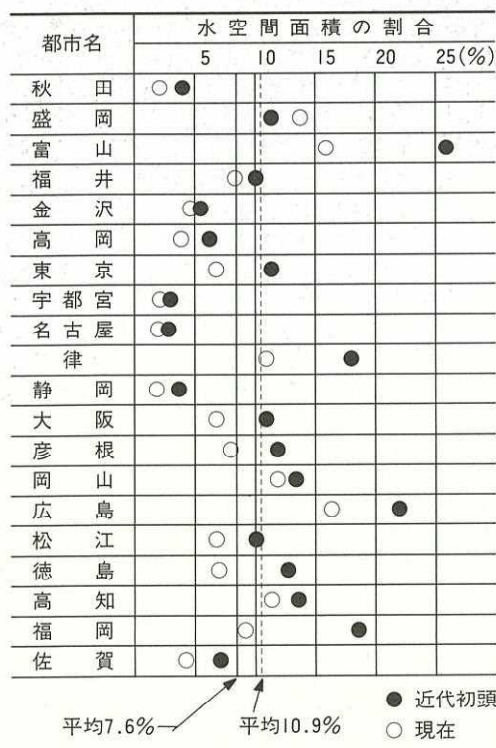 都市名
水空間面積の割合
5 10 15 20 25(%)
秋田
盛岡
富山
福井
金沢
高岡
東京
宇都宮
名古屋
律
静岡
大阪
彦根
岡山
広島
松江
徳島
高知
福岡
佐賀
平均7.6% 平均10.9%
● 近代初頭
○ 現在